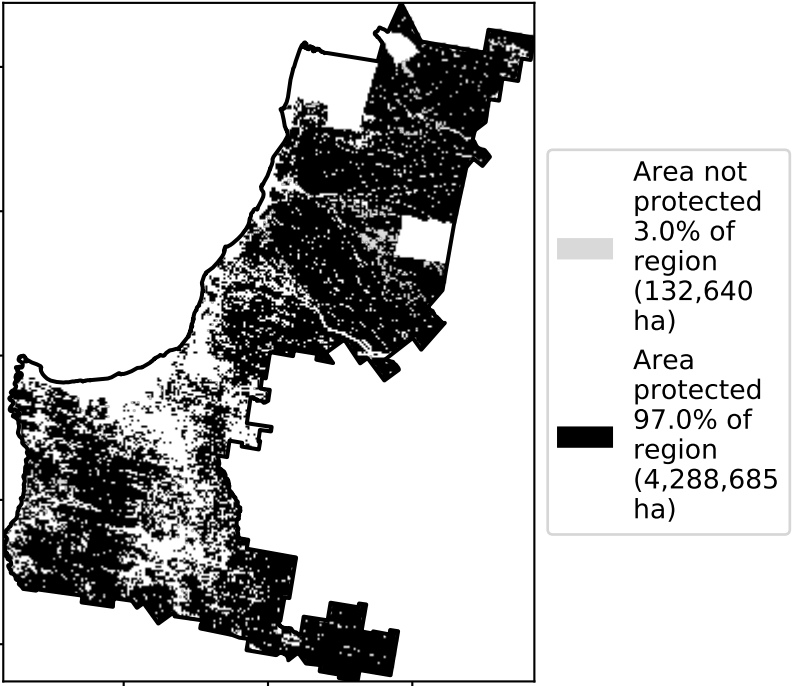 Area not
protected
3.0% of
region
(132,640
ha)
Area
protected
97.0% of
region
(4,288,685
ha)